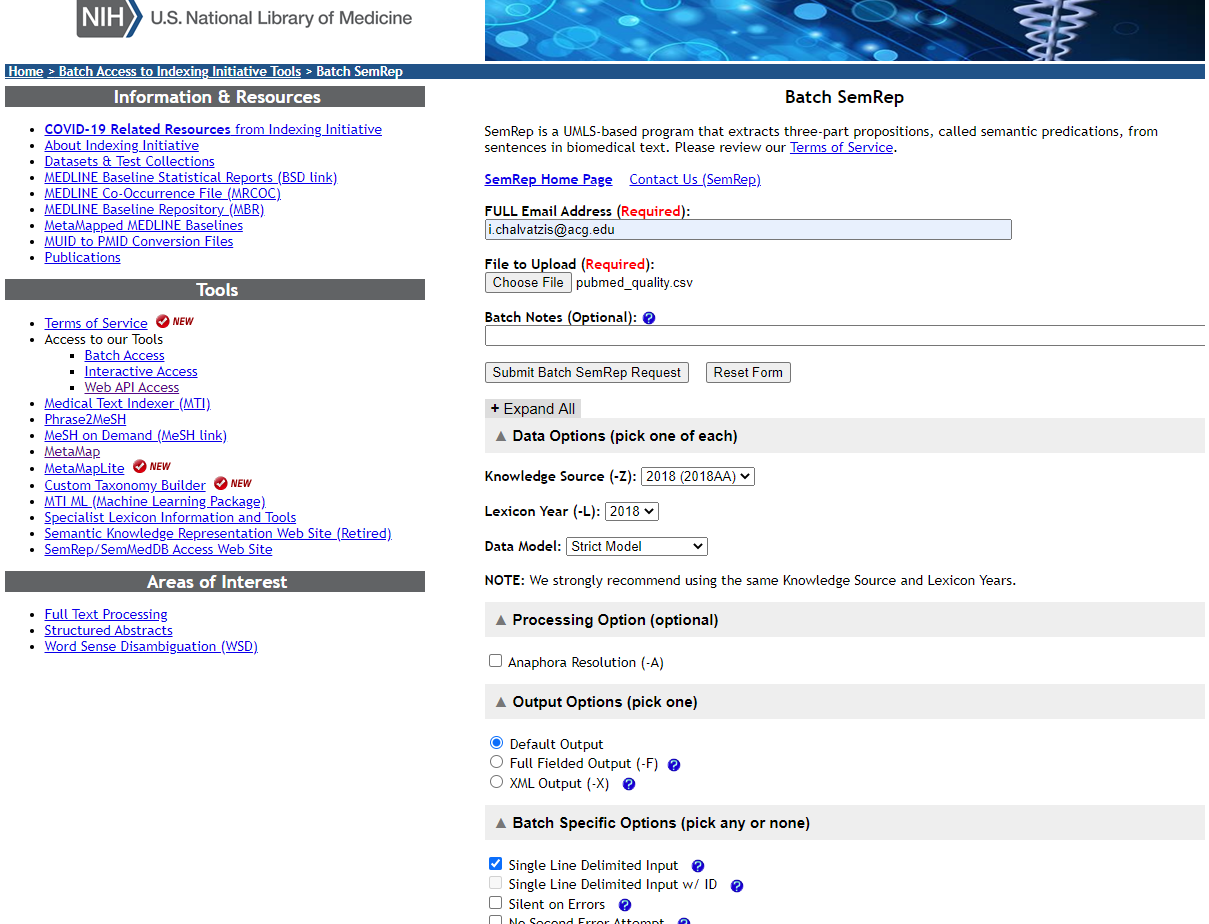 NIH U.S. National Library of Medicine
Home > Batch Access to Indexing Initiative Tools > Batch SemRep
Information & Resources
COVID-19 Related Resources from Indexing Initiative
About Indexing Initiative
Datasets & Test Collections
MEDLINE Baseline Statistical Reports (BSD link)
MEDLINE Co-Occurrence File (MRCOC)
MEDLINE Baseline Repository (MBR)
MetaMapped MEDLINE Baselines
MUID to PMID Conversion Files
Publications
Tools
Terms of Service NEW
Access to our Tools
Batch Access
Interactive Access
Web API Access
Medical Text Indexer (MTI)
Phrase2MeSH
MeSH on Demand (MeSH link)
MetaMap
MetaMapLite NEW
Custom Taxonomy Builder NEW
MTI ML (Machine Learning Package)
Specialist Lexicon Information and Tools
Semantic Knowledge Representation Web Site (Retired)
SemRep/SemMedDB Access Web Site
Areas of Interest
Full Text Processing
Structured Abstracts
Word Sense Disambiguation (WSD)
Batch SemRep
SemRep is a UMLS-based program that extracts three-part propositions, called semantic predications, from
sentences in biomedical text. Please review our Terms of Service.
SemRep Home Page Contact Us (SemRep)
FULL Email Address (Required):
i.chalvatzis@acg.edu
File to Upload (Required):
Choose File pubmed_quality.csv
Batch Notes (Optional): ?
Submit Batch SemRep Request Reset Form
+ Expand All
▲ Data Options (pick one of each)
Knowledge Source (-Z): 2018 (2018AA)
Lexicon Year (-L): 2018
Data Model: Strict Model
NOTE: We strongly recommend using the same Knowledge Source and Lexicon Years.
▲ Processing Option (optional)
Anaphora Resolution (-A)
▲ Output Options (pick one)
Default Output
Full Fielded Output (-F) ?
XML Output (-X) ?
▲ Batch Specific Options (pick any or none)
Single Line Delimited Input ?
Single Line Delimited Input w/ ID ?
Silent on Errors ?
No Second Error Attempt ?